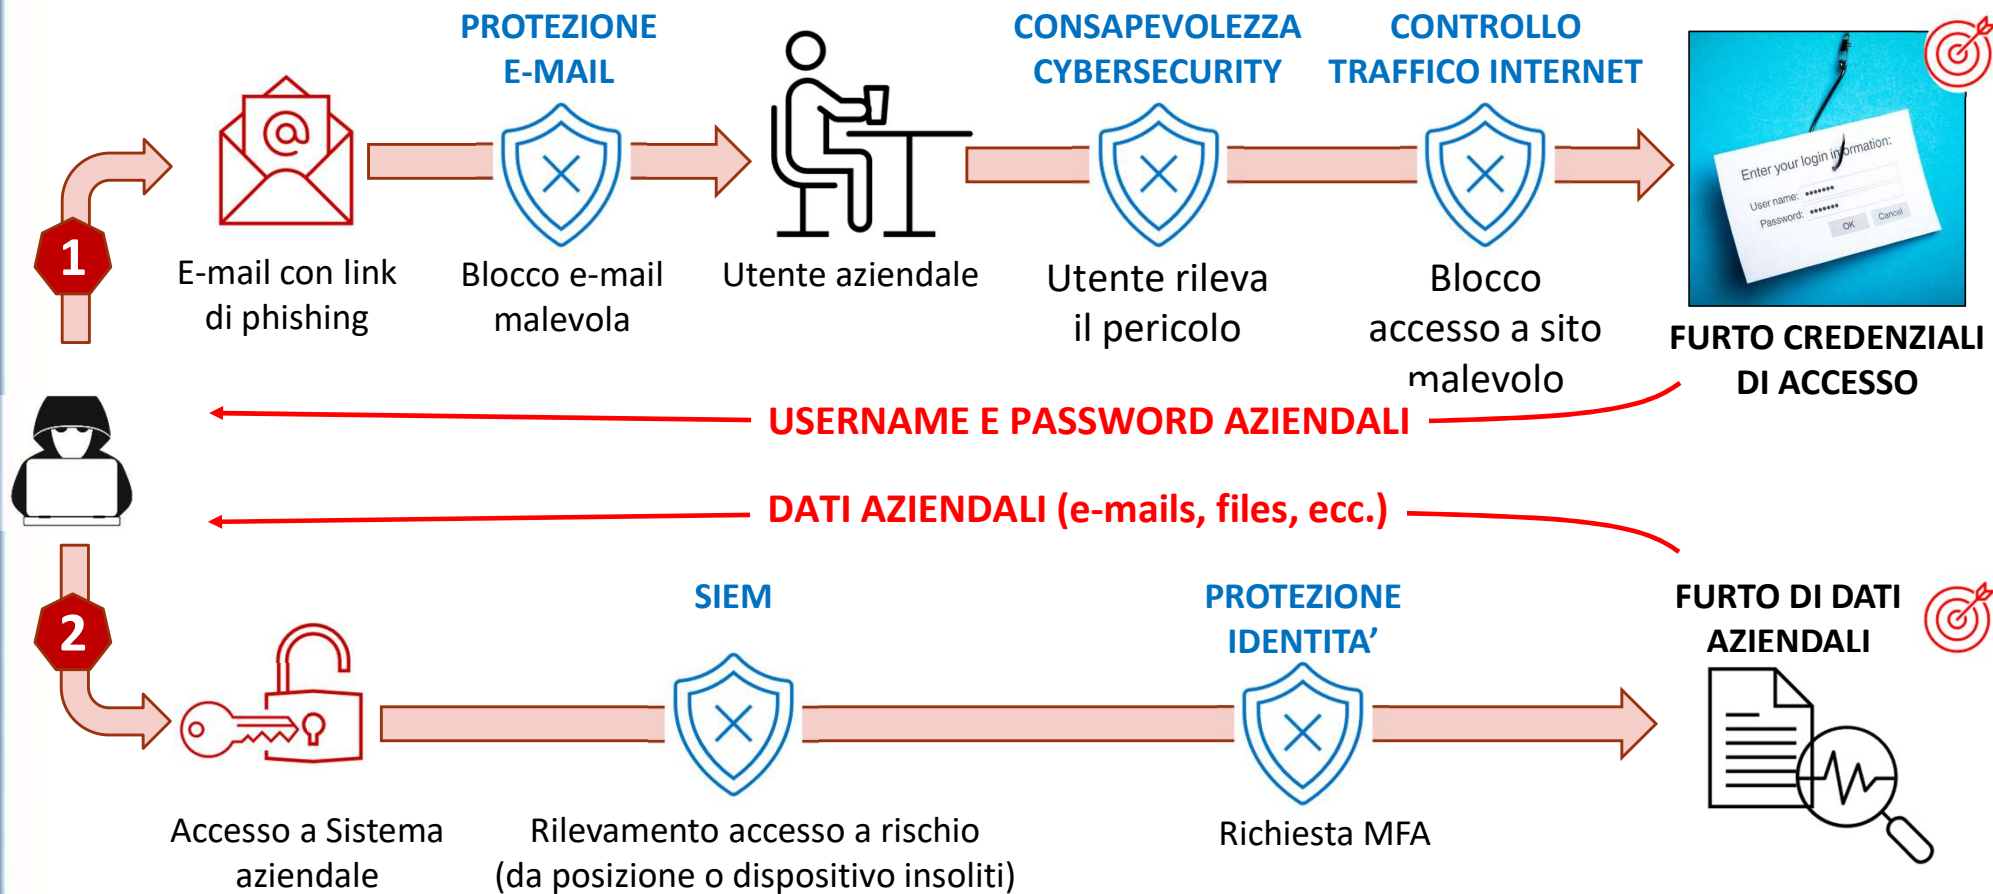 PROTEZIONE
E-MAIL
CONSAPEVOLEZZA
CYBERSECURITY
CONTROLLO
TRAFFICO INTERNET
Enter your login information:
User name: •••••••
Password: •••••••
OK
Cancel
1
E-mail con link
di phishing
Blocco e-mail
malevola
Utente aziendale
Utente rileva
il pericolo
Blocco
accesso a sito
malevolo
FURTO CREDENZIALI
DI ACCESSO
USERNAME E PASSWORD AZIENDALI
DATI AZIENDALI (e-mails, files, ecc.)
2
SIEM
PROTEZIONE
IDENTITA’
FURTO DI DATI
AZIENDALI
Accesso a Sistema
aziendale
Rilevamento accesso a rischio
(da posizione o dispositivo insoliti)
Richiesta MFA